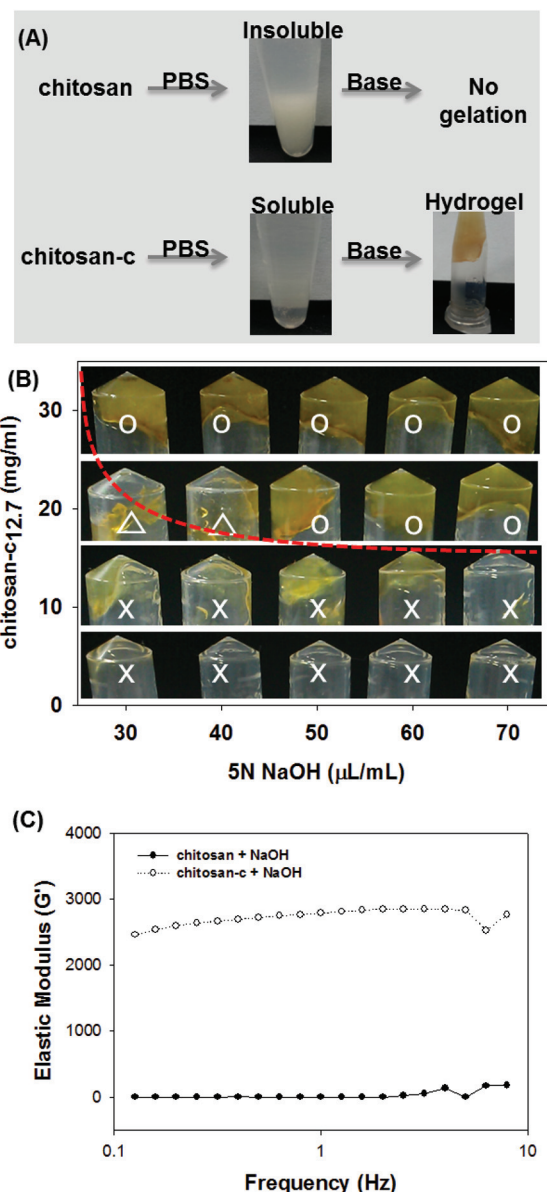 (A)
Insoluble
chitosan PBS Base No gelation
Soluble
Hydrogel
chitosan-c PBS Base
(B)
chitosan-c12.7 (mg/ml)
30
O O O O O
20
△ △ O O O
10
X X X X X
X X X X X
0
30 40 50 60 70
5N NaOH (μL/mL)
(C)
Elastic Modulus (G')
4000
chitosan + NaOH
chitosan-c + NaOH
3000
2000
1000
0
0.1 1 10
Frequency (Hz)